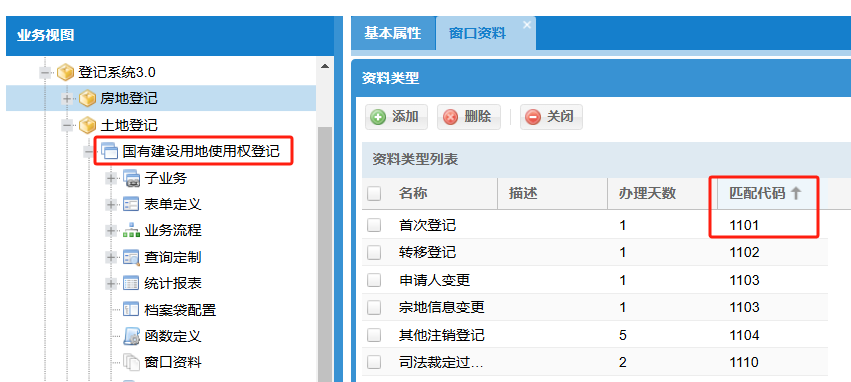 业务视图
登记系统3.0
房地登记
土地登记
国有建设用地使用权登记
子业务
表单定义
业务流程
查询定制
统计报表
档案袋配置
函数定义
窗口资料
基本属性 窗口资料
资料类型
添加 删除 关闭
资料类型列表
名称 描述 办理天数 匹配代码
首次登记 1 1101
转移登记 1 1102
申请人变更 1 1103
宗地信息变更 1 1103
其他注销登记 5 1104
司法裁定过... 2 1110